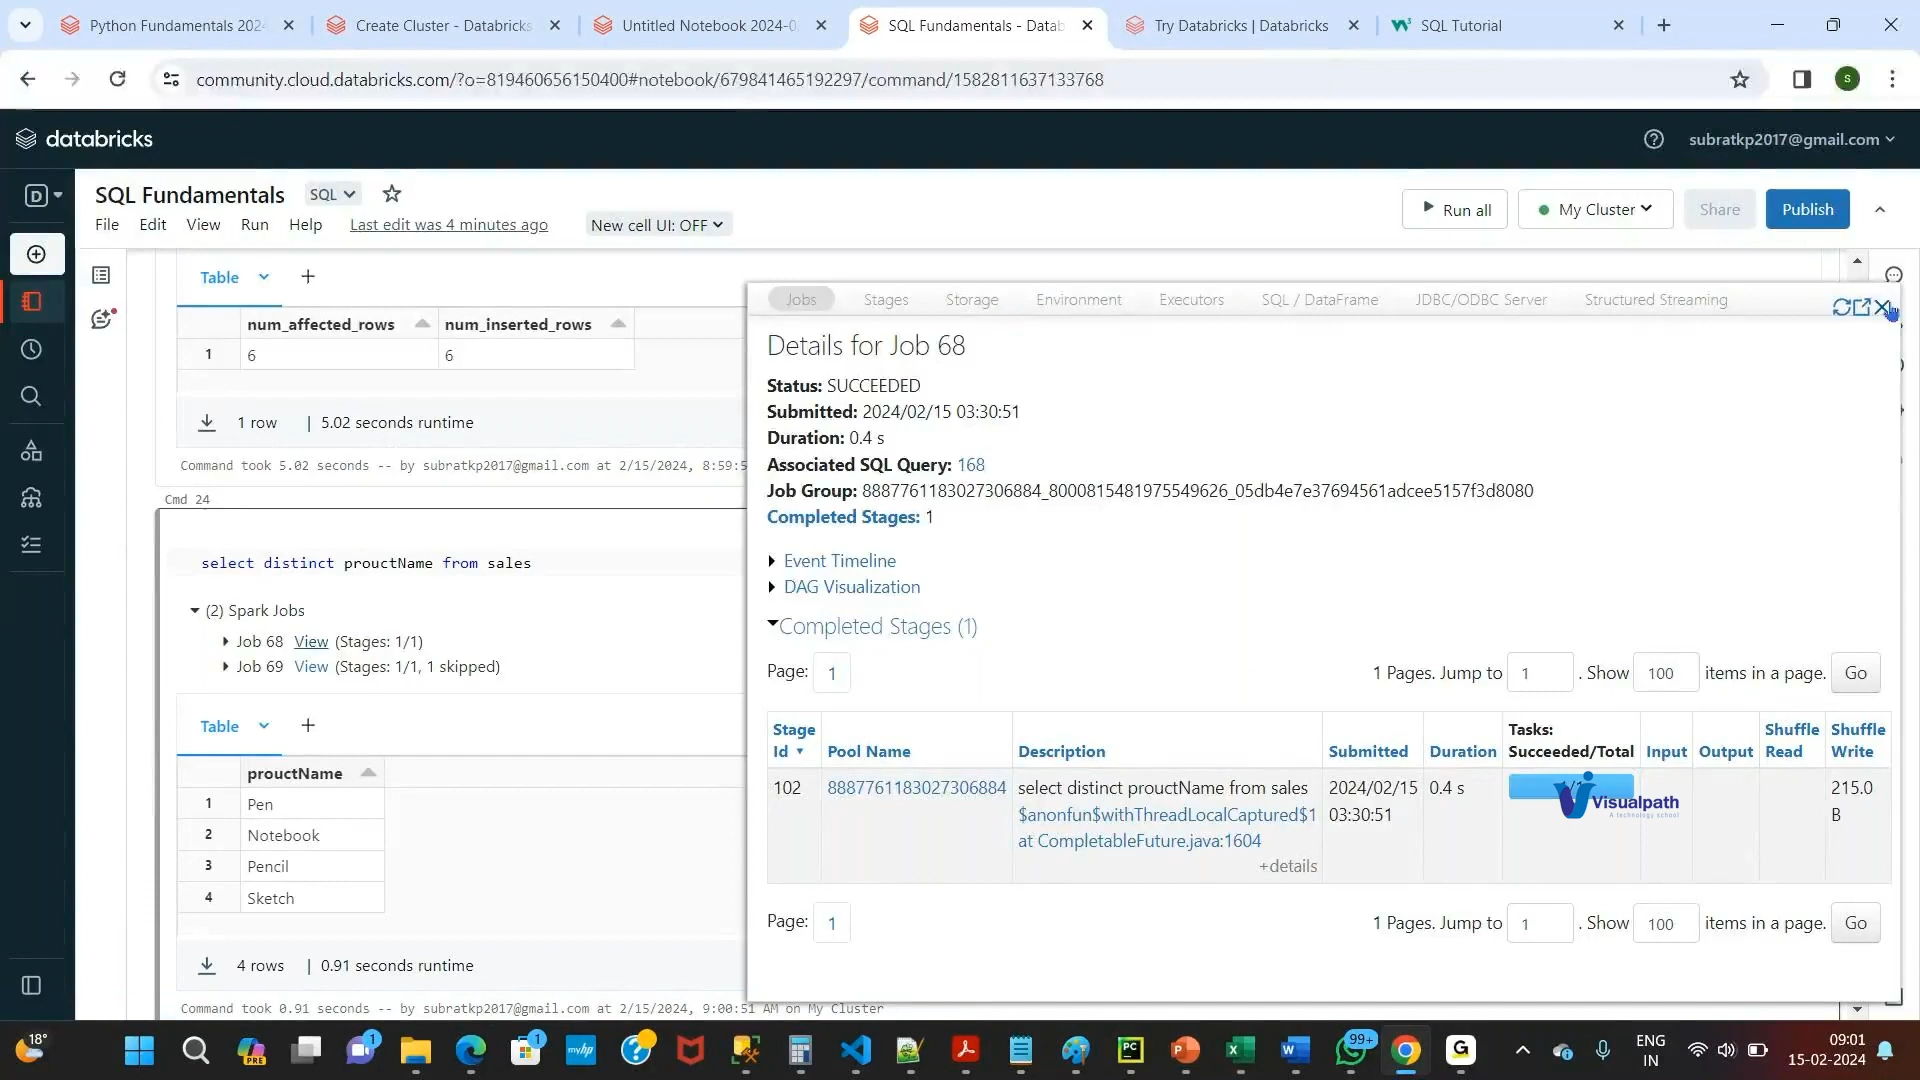 Python Fundamentals 2024
Create Cluster - Databricks
Untitled Notebook 2024-0
SQL Fundamentals - Datab
Try Databricks | Databricks
SQL Tutorial
community.cloud.databricks.com/?o=819460656150400#notebook/679841465192297/command/1582811637133768
S
databricks
subratkp2017@gmail.com
D
SQL Fundamentals
SQL
File Edit View Run Help Last edit was 4 minutes ago New cell UI: OFF
Run all
My Cluster
Share
Publish
Table
num_affected_rows num_inserted_rows
1 6 6
1 row | 5.02 seconds runtime
Command took 5.02 seconds -- by subratkp2017@gmail.com at 2/15/2024, 8:59:5
Cmd 24
select distinct prouctName from sales
(2) Spark Jobs
Job 68 View (Stages: 1/1)
Job 69 View (Stages: 1/1, 1 skipped)
Table
prouctName
1 Pen
2 Notebook
3 Pencil
4 Sketch
4 rows | 0.91 seconds runtime
Command took 0.91 seconds -- by subratkp2017@gmail.com at 2/15/2024, 9:00:51 AM on My Cluster
Jobs Stages Storage Environment Executors SQL / DataFrame JDBC/ODBC Server Structured Streaming
Details for Job 68
Status: SUCCEEDED
Submitted: 2024/02/15 03:30:51
Duration: 0.4 s
Associated SQL Query: 168
Job Group: 8887761183027306884_8000815481975549626_05db4e7e37694561adcee5157f3d8080
Completed Stages: 1
Event Timeline
DAG Visualization
Completed Stages (1)
Page: 1
1 Pages. Jump to 1 . Show 100 items in a page. Go
Stage Id Pool Name Description Submitted Duration Tasks: Succeeded/Total Input Output Shuffle Read Shuffle Write
102 8887761183027306884 select distinct prouctName from sales 2024/02/15 0.4 s 215.0
$anonfun$withThreadLocalCaptured$1 03:30:51 B
at CompletableFuture.java:1604
+details
Visualpath
A technology school
Page: 1
1 Pages. Jump to 1 . Show 100 items in a page. Go
18°
PRE
1
1
myhp
PC
99+
G
ENG
IN
09:01
15-02-2024